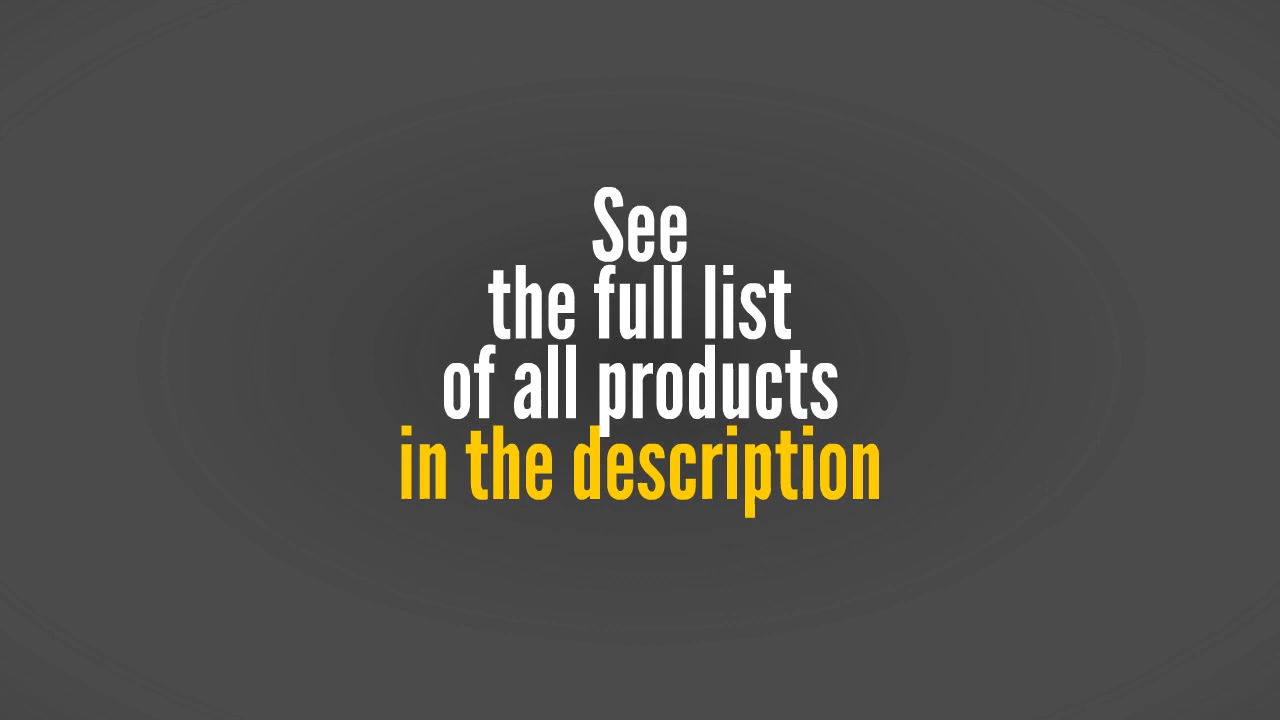 See
the full list
of all products
in the description